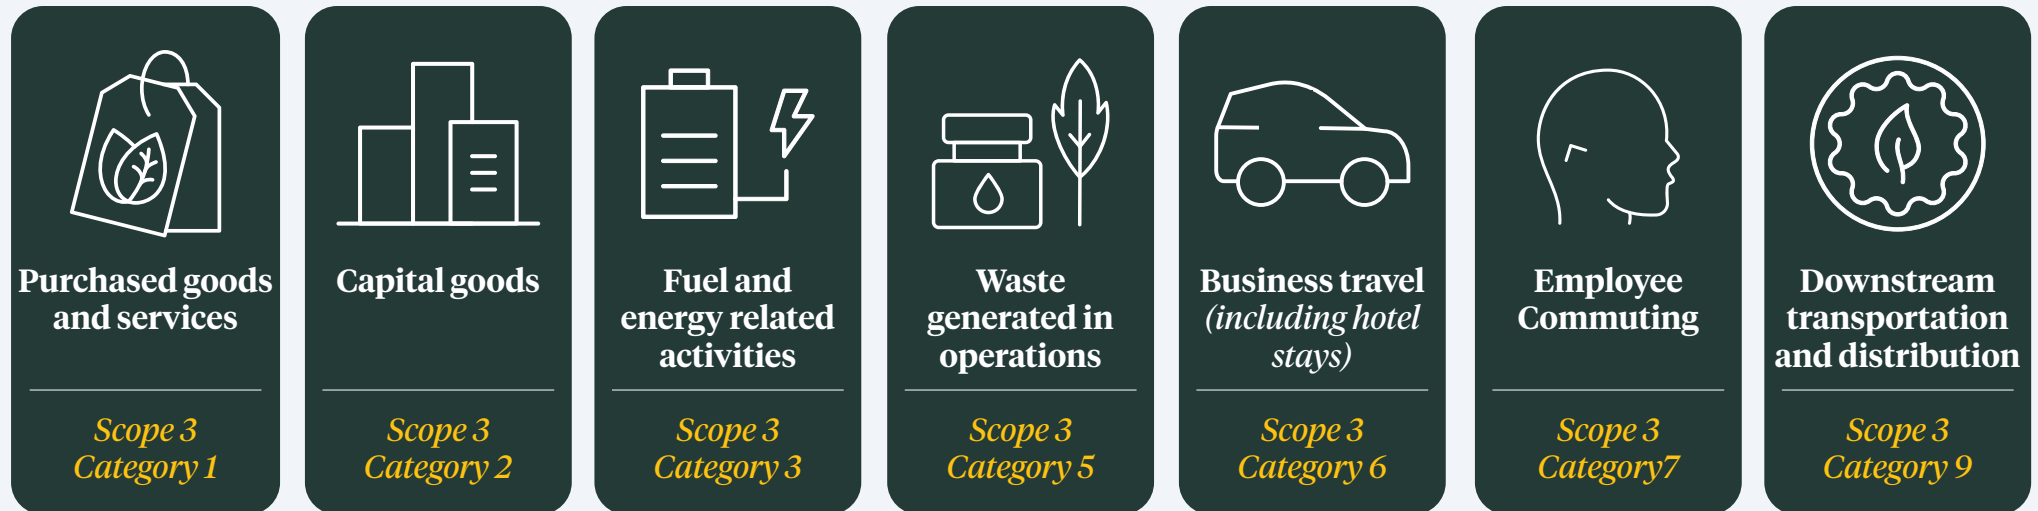 Purchased goods
and services
Scope 3
Category 1
Capital goods
Scope 3
Category 2
Fuel and
energy related
activities
Scope 3
Category 3
Waste
generated in
operations
Scope 3
Category 5
Business travel
(including hotel
stays)
Scope 3
Category 6
Employee
Commuting
Scope 3
Category7
Downstream
transportation
and distribution
Scope 3
Category 9